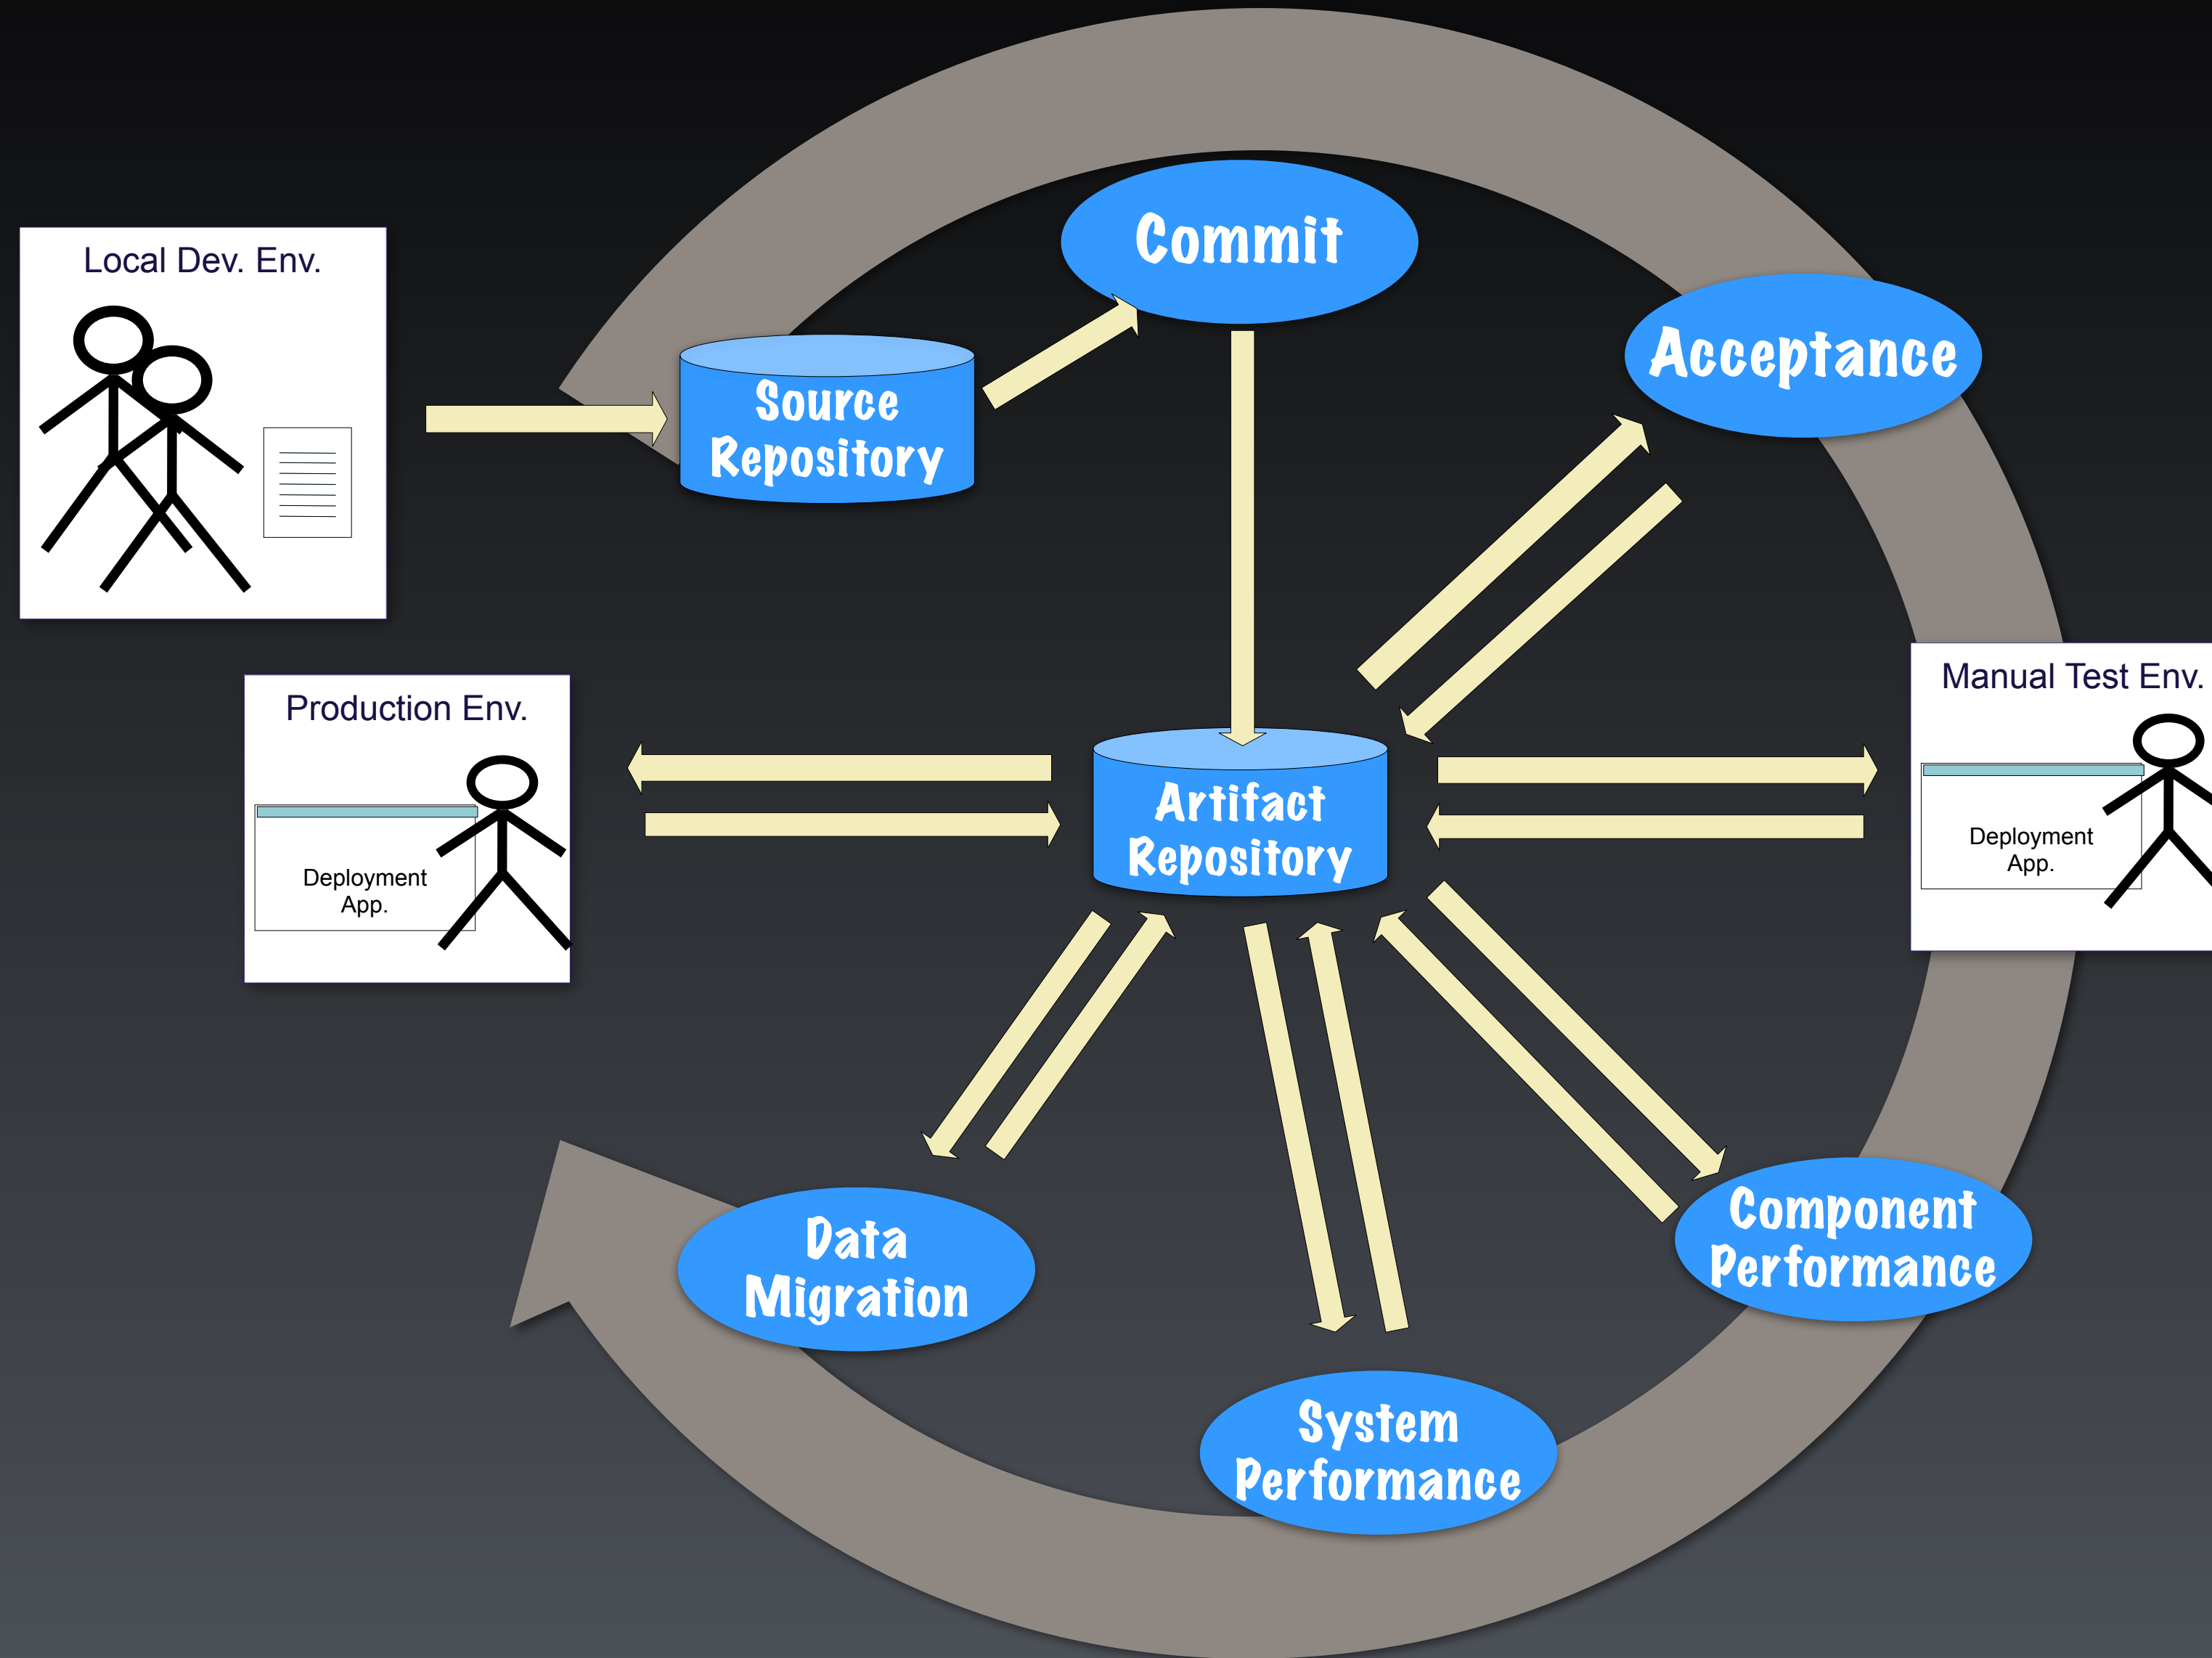 Commit
Local Dev. Env.
Acceptance
Source
Repository
Manual Test Env.
Production Env.
Artifact
Repository
Deployment
App.
Deployment
App.
Component
Performance
Data
Migration
System
Performance